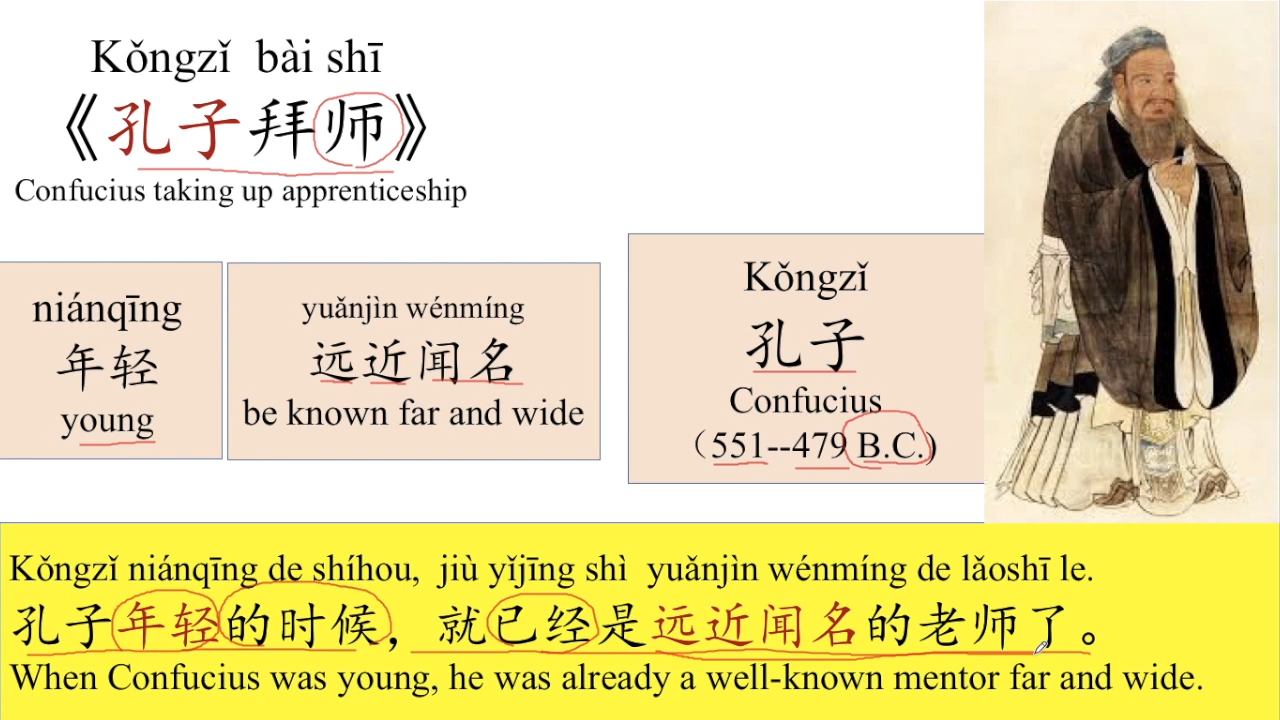 Kǒngzǐ bài shī
《孔子拜师》
Confucius taking up apprenticeship
niánqīng
年轻
young
yuǎnjìn wénmíng
远近闻名
be known far and wide
Kǒngzǐ
孔子
Confucius
（551--479 B.C.)
Kǒngzǐ niánqīng de shíhou, jiù yǐjīng shì yuǎnjìn wénmíng de lǎoshī le.
孔子年轻的时候，就已经是远近闻名的老师了。
When Confucius was young, he was already a well-known mentor far and wide.